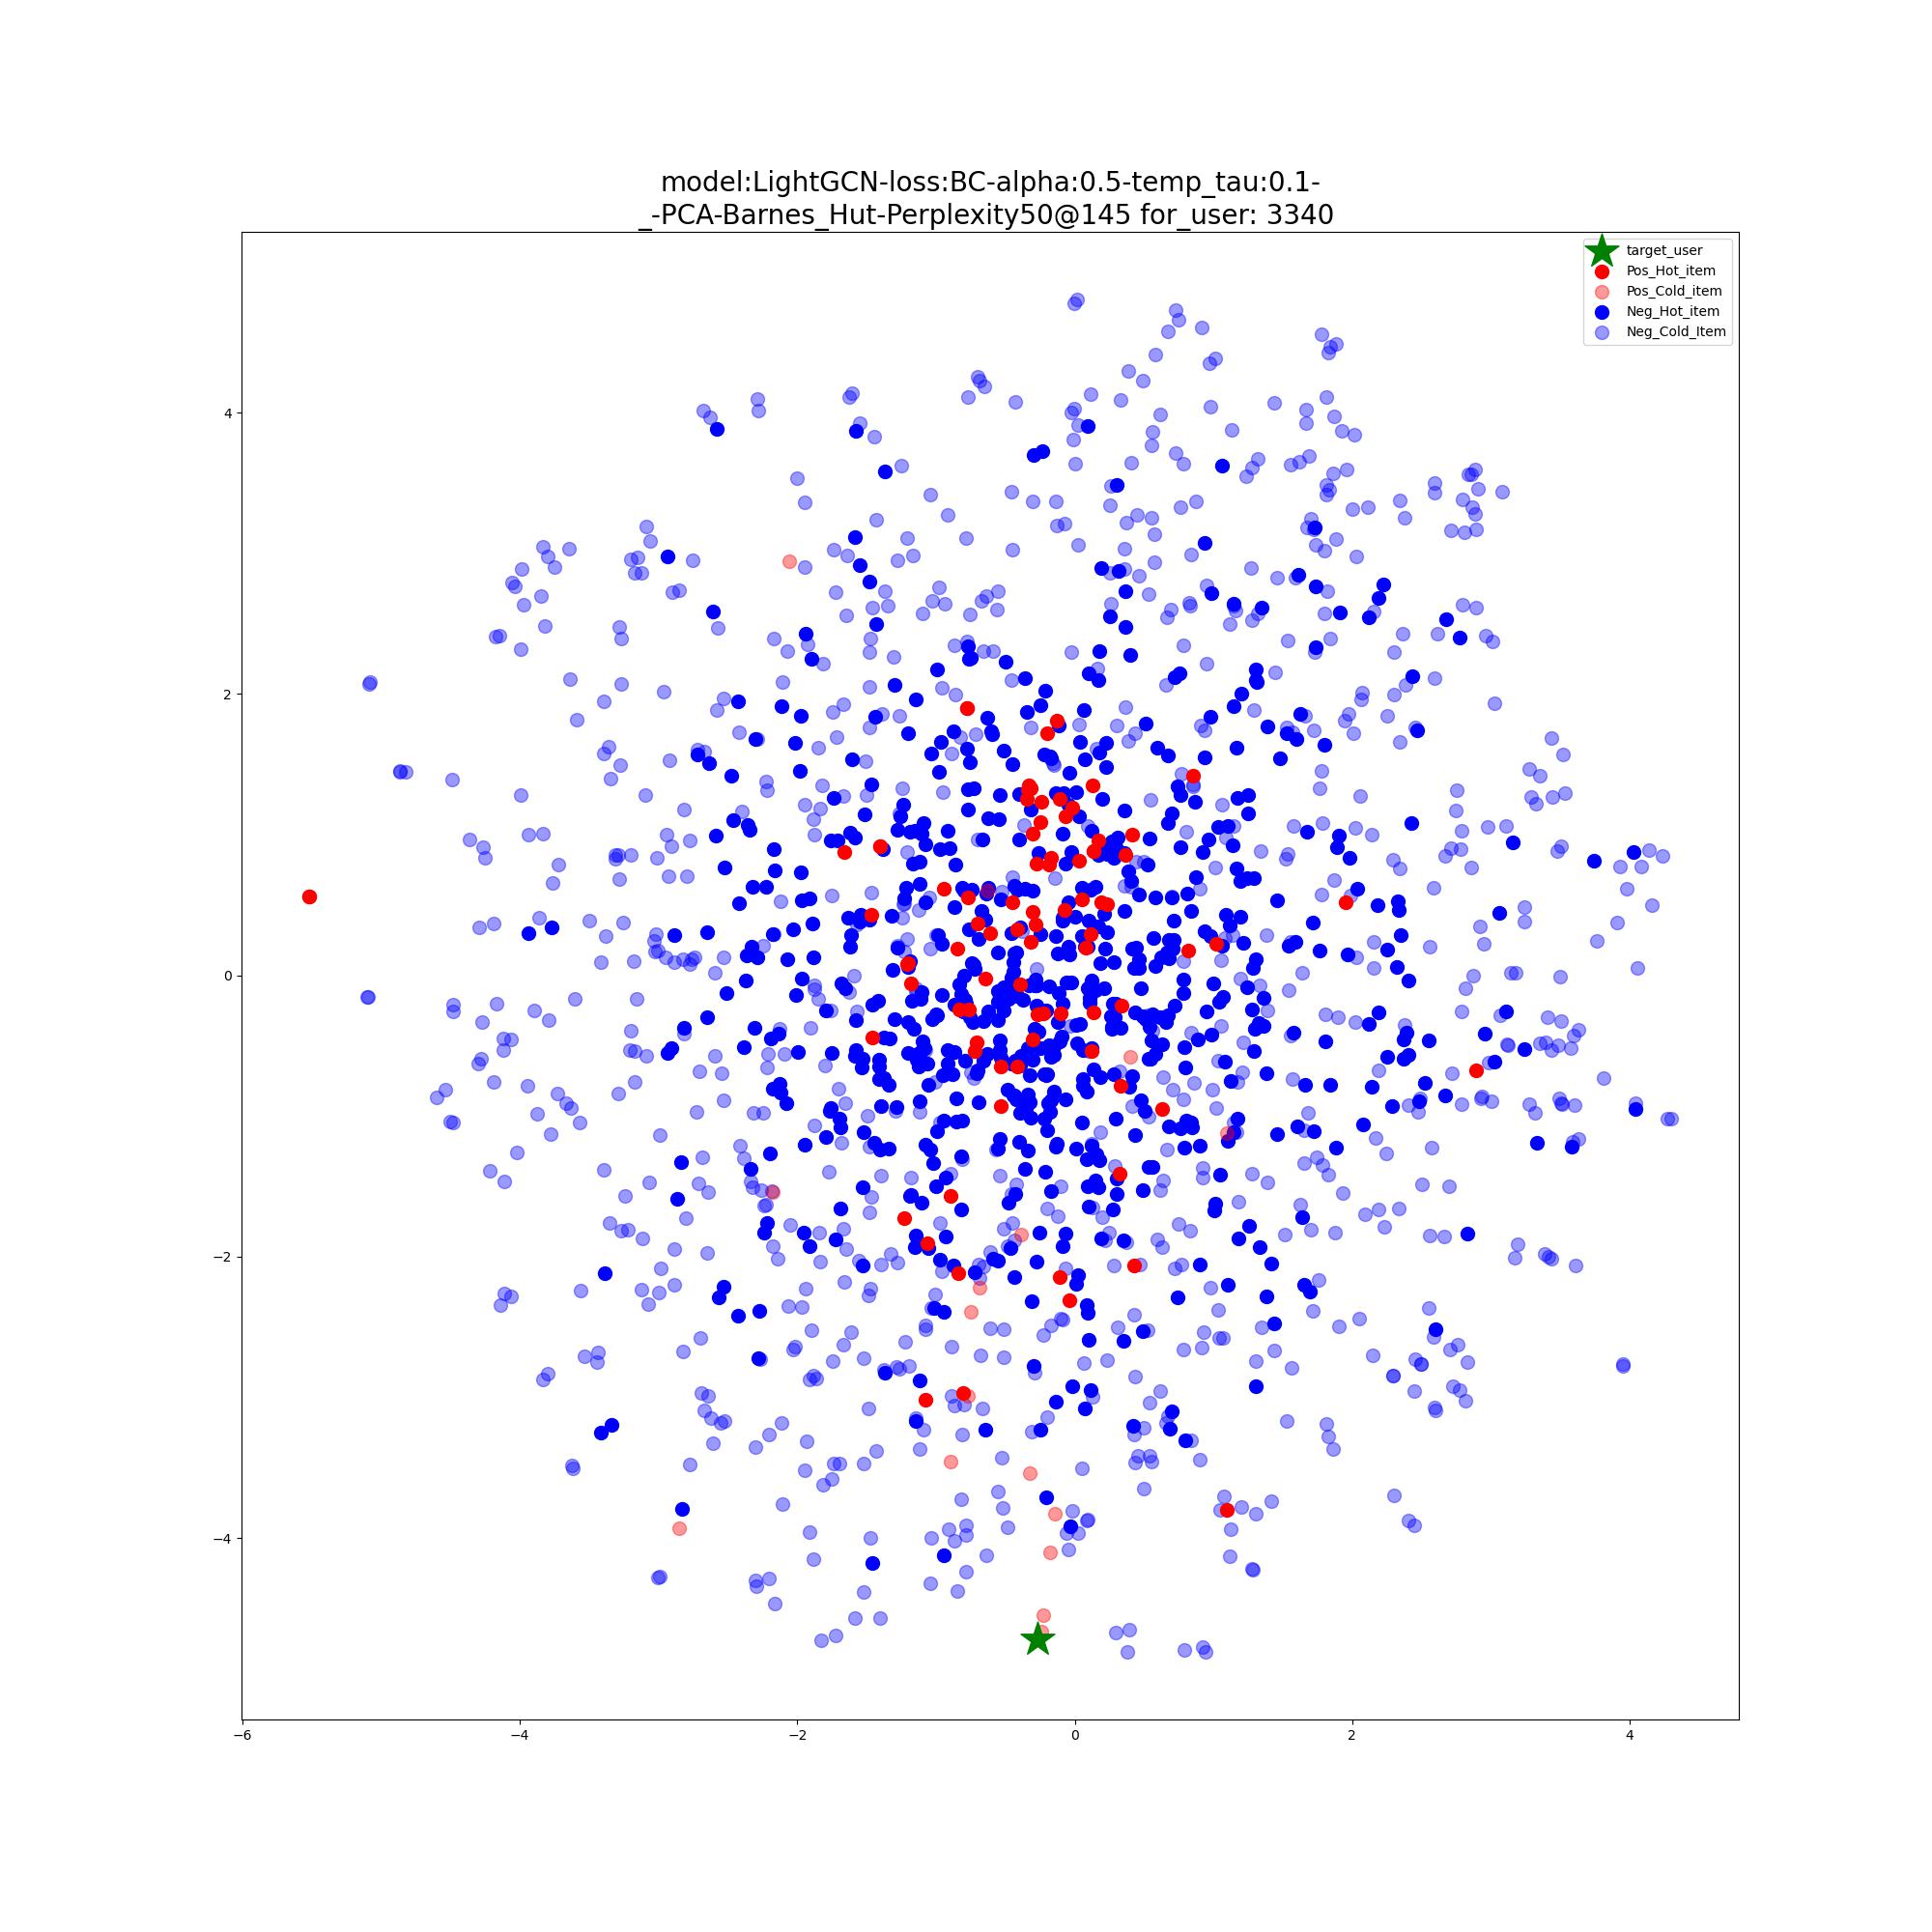 model:LightGCN-loss:BC-alpha:0.5-temp_tau:0.1-
_-PCA-Barnes_Hut-Perplexity50@145 for_user: 3340
target_user
Pos_Hot_item
Pos_Cold_item
Neg_Hot_item
Neg_Cold_Item
4
2
0
−2
−4
−6
−4
−2
0
2
4